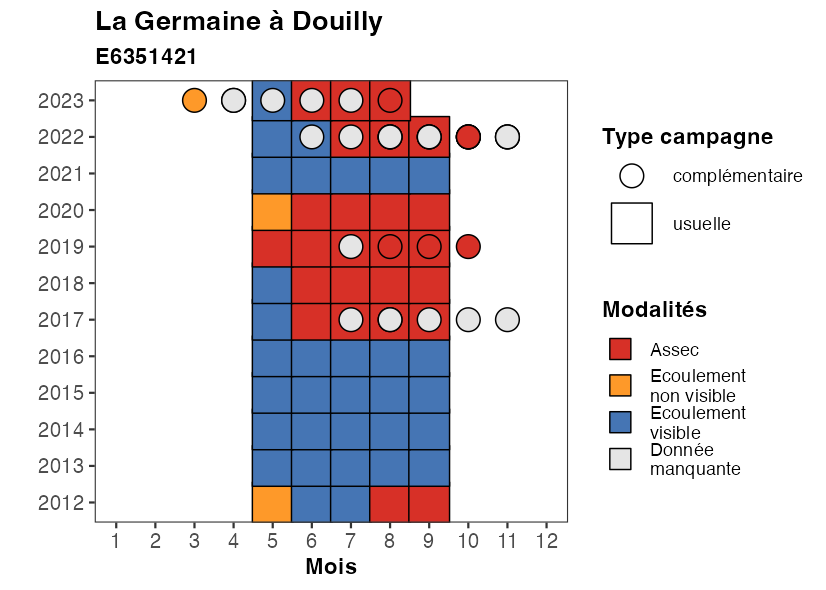 La Germaine à Douilly
E6351421
2023
2022
2021
2020
2019
2018
2017
2016
2015
2014
2013
2012
1 2 3 4 5 6 7 8 9 10 11 12
Mois
Type campagne
complémentaire
usuelle
Modalités
Assec
Ecoulement
non visible
Ecoulement
visible
Donnée
manquante